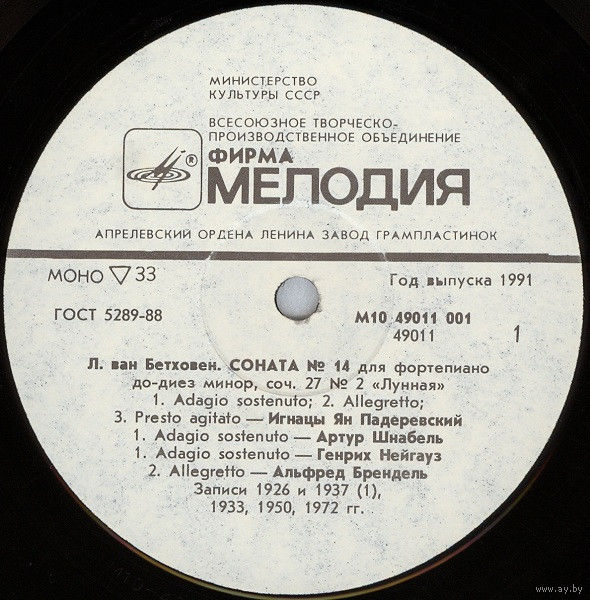 МИНИСТЕРСТВО
КУЛЬТУРЫ СССР
ВСЕСОЮЗНОЕ ТВОРЧЕСКО-
ПРОИЗВОДСТВЕННОЕ ОБЪЕДИНЕНИЕ
®
ФИРМА
МЕЛОДИЯ
АПРЕЛЕВСКИЙ ОРДЕНА ЛЕНИНА ЗАВОД ГРАМПЛАСТИНОК
МОНО ▽ 33
Год выпуска 1991
ГОСТ 5289-88
М10 49011 001
49011
1
Л. ван Бетховен. СОНАТА № 14 для фортепиано
до-диез минор, соч. 27 № 2 «Лунная»
1. Adagio sostenuto; 2. Allegretto;
3. Presto agitato — Игнацы Ян Падеревский
1. Adagio sostenuto — Артур Шнабель
1. Adagio sostenuto — Генрих Нейгауз
2. Allegretto — Альфред Брендель
Записи 1926 и 1937 (1),
1933, 1950, 1972 гг.
www.ay.by